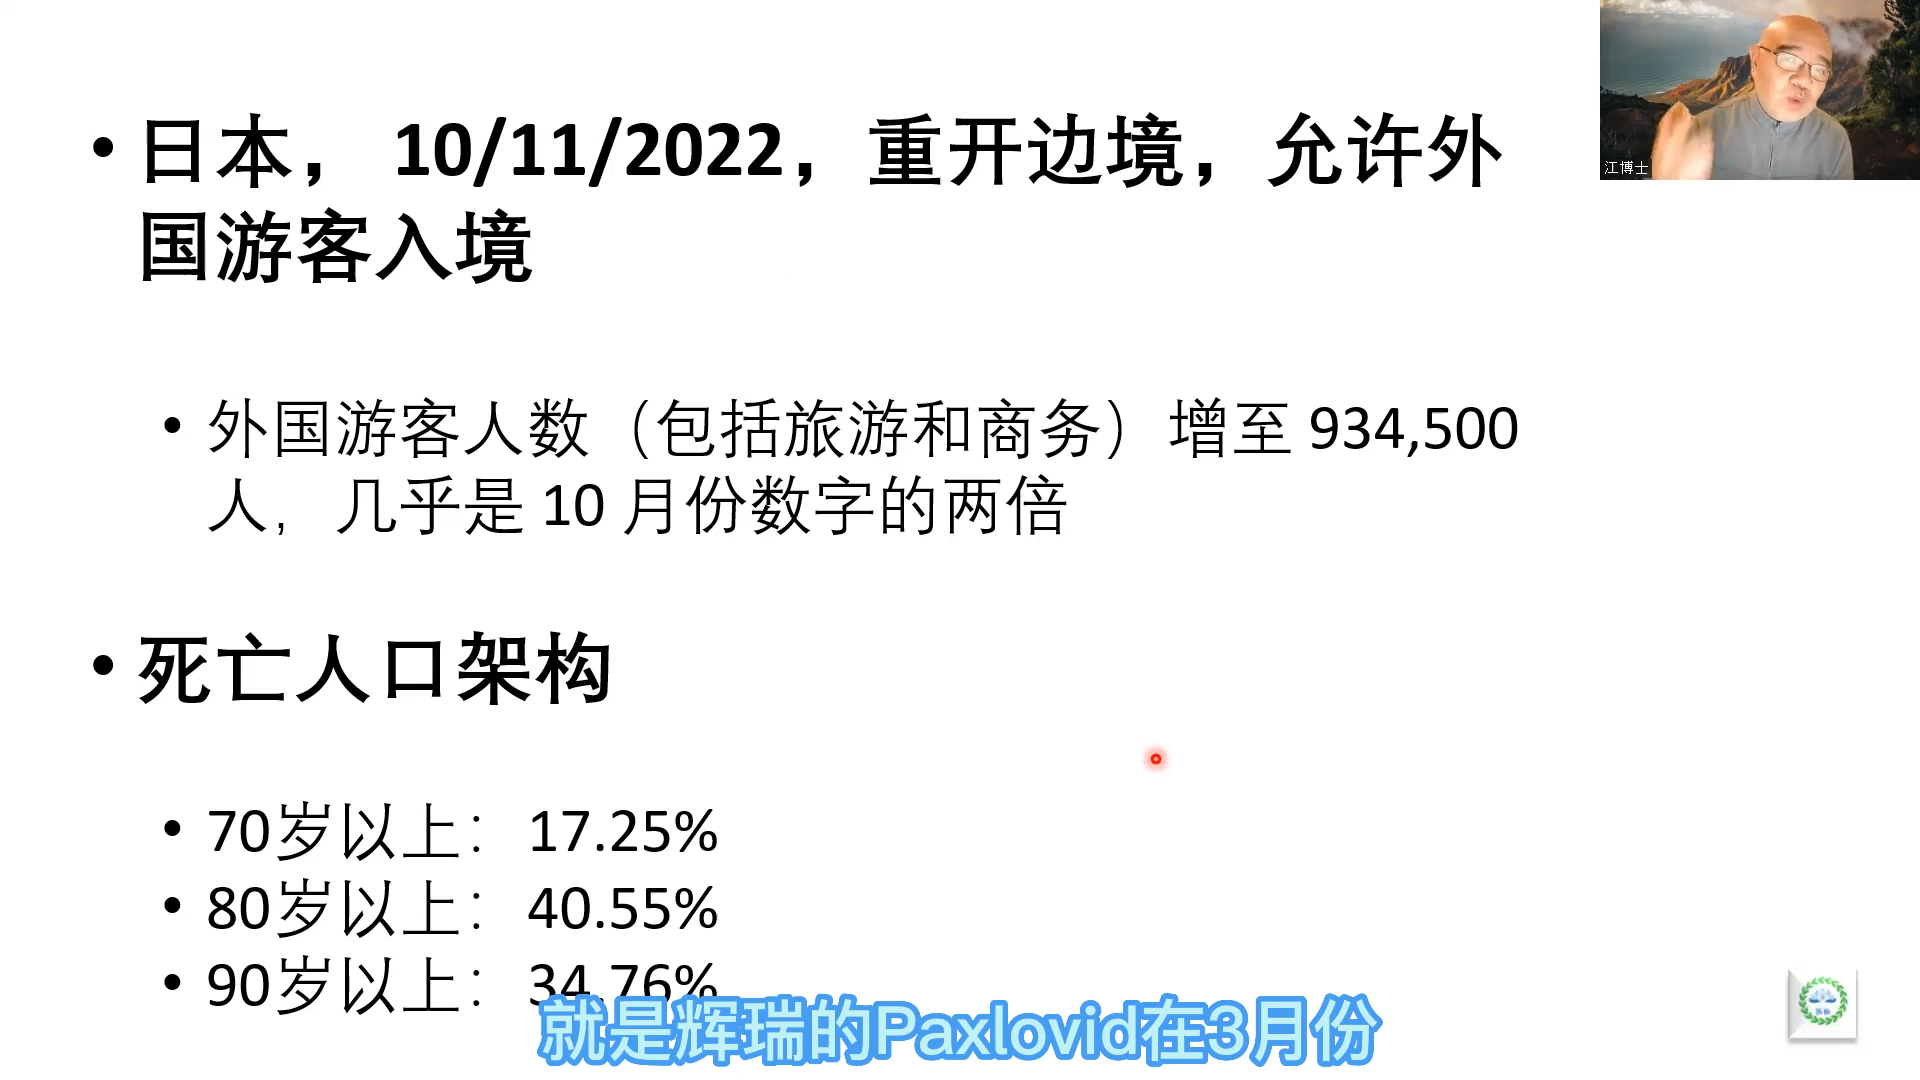 • 日本， 10/11/2022，重开边境，允许外
国游客入境
• 外国游客人数（包括旅游和商务）增至 934,500
人，几乎是 10 月份数字的两倍
• 死亡人口架构
• 70岁以上： 17.25%
• 80岁以上： 40.55%
• 90岁以上： 34.76%
就是辉瑞的Paxlovid在3月份
江博士